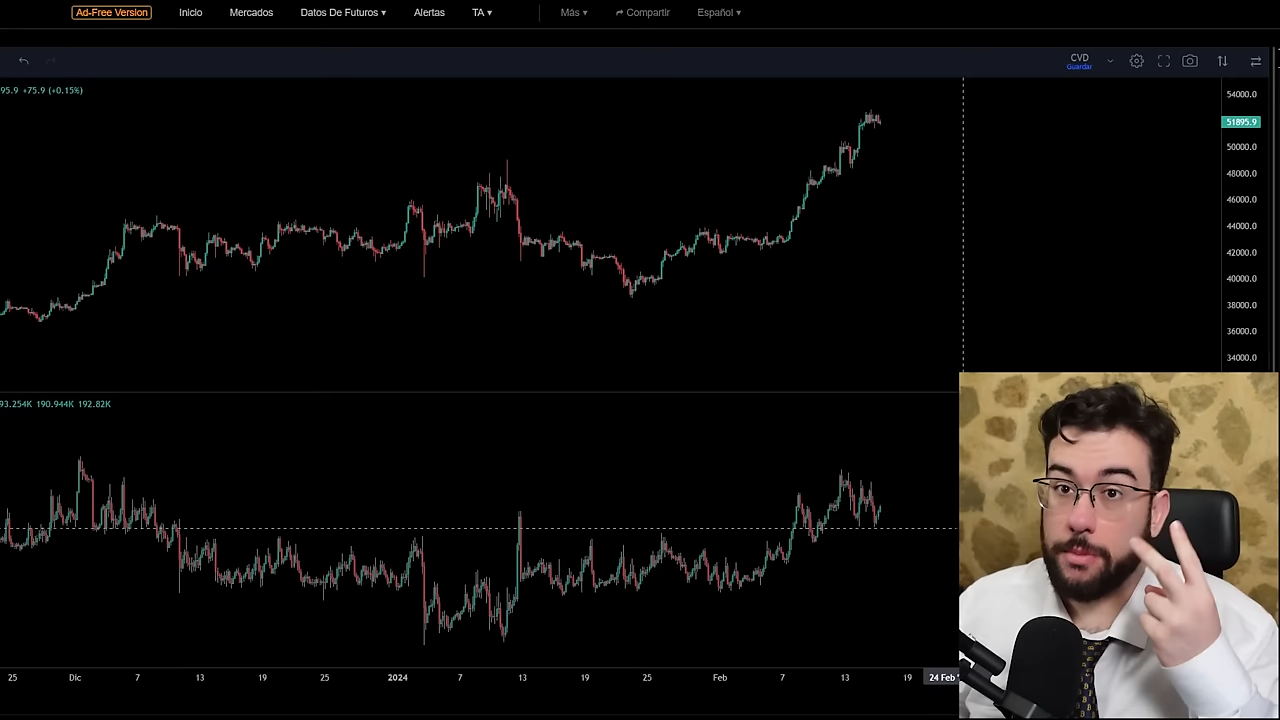 Ad-Free Version Inicio Mercados Datos De Futuros ▾ Alertas TA ▾ Más ▾ Compartir Español ▾
CVD
Guardar
95.9 +75.9 (+0.15%)
54000.0
51895.9
50000.0
48000.0
46000.0
44000.0
42000.0
40000.0
38000.0
36000.0
34000.0
93.254K 190.944K 192.82K
25 Dic 7 13 19 25 2024 7 13 19 25 Feb 7 13 19 24 Feb